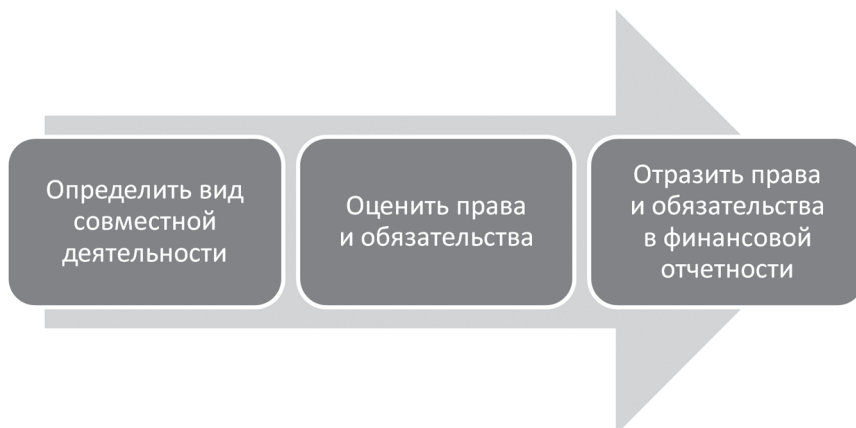 Определить вид
совместной
деятельности
Оценить права
и обязательства
Отразить права
и обязательства
в финансовой
отчетности